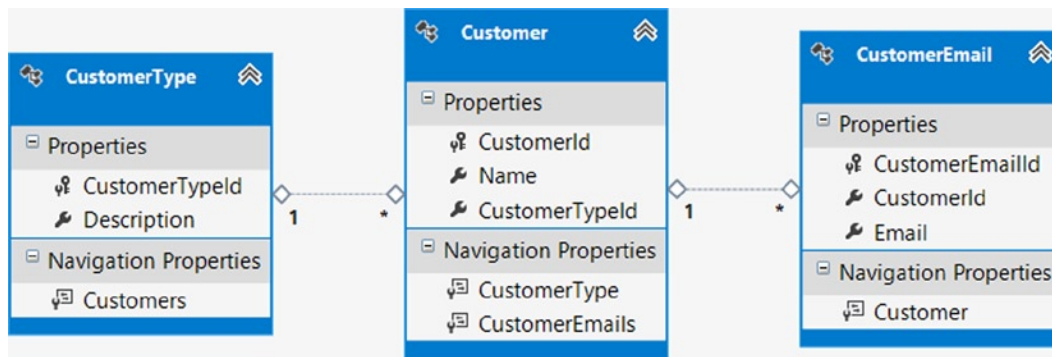 CustomerType
Properties
CustomerTypeId
Description
Navigation Properties
Customers
1
*
Customer
Properties
CustomerId
Name
CustomerTypeId
Navigation Properties
CustomerType
CustomerEmails
1
*
CustomerEmail
Properties
CustomerEmailId
CustomerId
Email
Navigation Properties
Customer